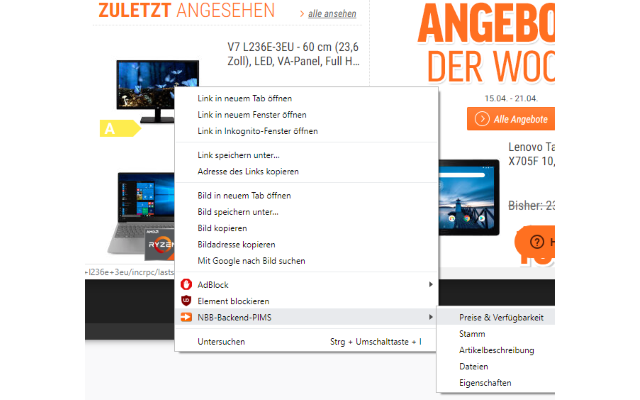 ZULETZT ANGESEHEN
› alle ansehen
V7 L236E-3EU - 60 cm (23,6
Zoll), LED, VA-Panel, Full H...
A
ANGEBO
DER WOC
15.04. - 21.04.
Alle Angebote
Lenovo Ta
X705F 10,
Bisher: 23
Link in neuem Tab öffnen
Link in neuem Fenster öffnen
Link in Inkognito-Fenster öffnen
Link speichern unter...
Adresse des Links kopieren
Bild in neuem Tab öffnen
Bild speichern unter...
Bild kopieren
Bildadresse kopieren
Mit Google nach Bild suchen
AdBlock
Element blockieren
NBB-Backend-PIMS
Untersuchen Strg + Umschalttaste + I
Preise & Verfügbarkeit
Stamm
Artikelbeschreibung
Dateien
Eigenschaften
AMD
RYZE
-l236e+3eu/incrpc/lasts
? H